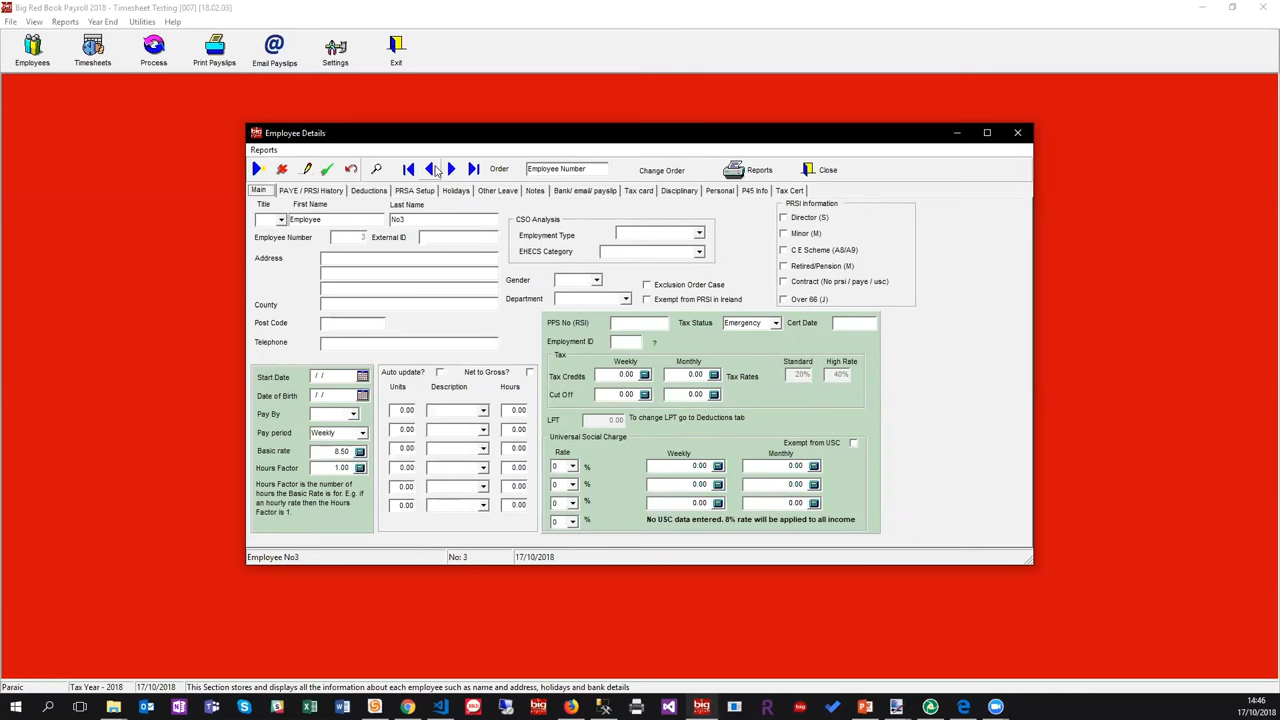 Big Red Book Payroll 2018 - Timesheet Testing [007] [18.02.03]
File View Reports Year End Utilities Help
Employees Timesheets Process Print Payslips Email Payslips Settings Exit
Employee Details
Reports
Order Employee Number Change Order Reports Close
Main PAYE / PRSI History Deductions PRSA Setup Holidays Other Leave Notes Bank/ email/ payslip Tax card Disciplinary Personal P45 Info Tax Cert
Title First Name Last Name
Employee No3
Employee Number 3 External ID
Address
County
Post Code
Telephone
CSO Analysis
Employment Type
EHECS Category
Gender Exclusion Order Case
Department Exempt from PRSI in Ireland
PRSI Information
Director (S)
Minor (M)
C E Scheme (A8/A9)
Retired/Pension (M)
Contract (No prsi / paye / usc)
Over 66 (J)
PPS No (RSI) Tax Status Emergency Cert Date
Employment ID ?
Tax
Weekly Monthly Standard High Rate
Tax Credits 0.00 0.00 Tax Rates 20% 40%
Cut Off 0.00 0.00
LPT 0.00 To change LPT go to Deductions tab
Universal Social Charge
Exempt from USC
Rate Weekly Monthly
0 % 0.00 0.00
0 % 0.00 0.00
0 % 0.00 0.00
0 % No USC data entered. 8% rate will be applied to all income
Start Date / /
Date of Birth / /
Pay By
Pay period Weekly
Basic rate 8.50
Hours Factor 1.00
Hours Factor is the number of
hours the Basic Rate is for. E.g. if
an hourly rate then the Hours
Factor is 1.
Auto update? Net to Gross?
Units Description Hours
0.00 0.00
0.00 0.00
0.00 0.00
0.00 0.00
0.00 0.00
0.00 0.00
Employee No3 No: 3 17/10/2018
Paraic Tax Year - 2018 17/10/2018 This Section stores and displays all the information about each employee such as name and address, holidays and bank details
14:46
17/10/2018